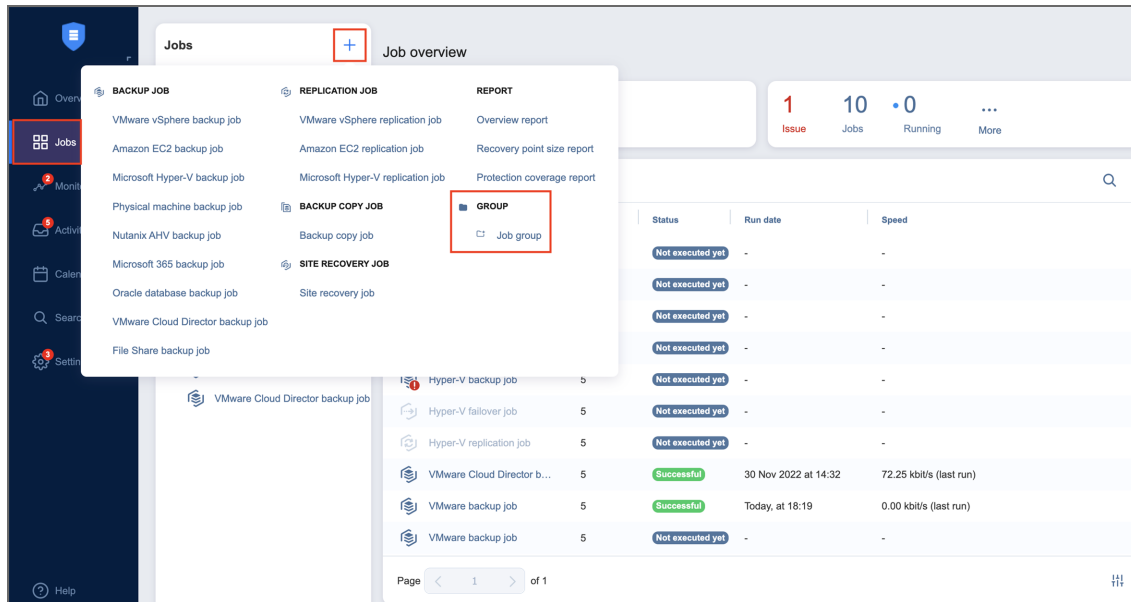 Jobs
Job overview
Overv
Jobs
2
Monit
5
Activi
Calen
Searc
3
Settin
Help
BACKUP JOB
VMware vSphere backup job
Amazon EC2 backup job
Microsoft Hyper-V backup job
Physical machine backup job
Nutanix AHV backup job
Microsoft 365 backup job
Oracle database backup job
VMware Cloud Director backup job
File Share backup job
REPLICATION JOB
VMware vSphere replication job
Amazon EC2 replication job
Microsoft Hyper-V replication job
BACKUP COPY JOB
Backup copy job
SITE RECOVERY JOB
Site recovery job
REPORT
Overview report
Recovery point size report
Protection coverage report
GROUP
Job group
VMware Cloud Director backup job
1 10 0 ...
Issue Jobs Running More
Status Run date Speed
Not executed yet - -
Not executed yet - -
Not executed yet - -
Not executed yet - -
Hyper-V backup job 5 Not executed yet - -
Hyper-V failover job 5 Not executed yet - -
Hyper-V replication job 5 Not executed yet - -
VMware Cloud Director b... 5 Successful 30 Nov 2022 at 14:32 72.25 kbit/s (last run)
VMware backup job 5 Successful Today, at 18:19 0.00 kbit/s (last run)
VMware backup job 5 Not executed yet - -
Page 1 of 1